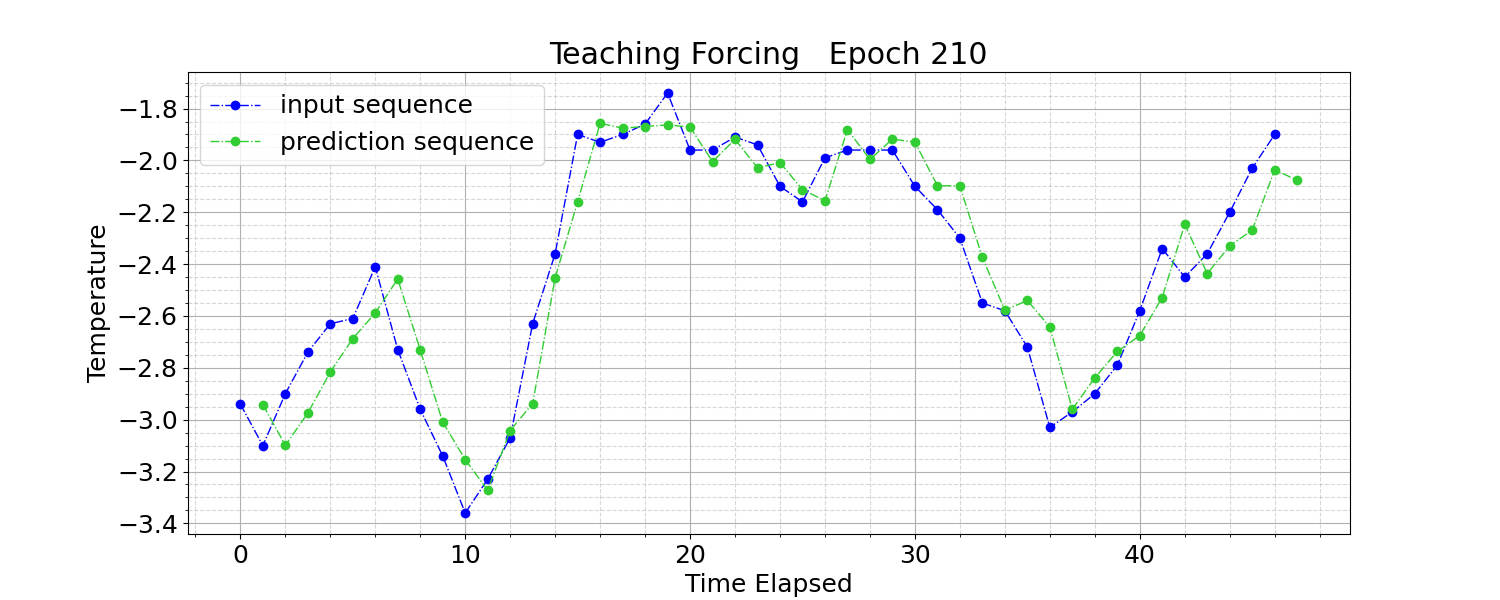 Teaching Forcing   Epoch 210
input sequence
prediction sequence
−1.8
−2.0
−2.2
−2.4
−2.6
−2.8
−3.0
−3.2
−3.4
Temperature
0 10 20 30 40
Time Elapsed